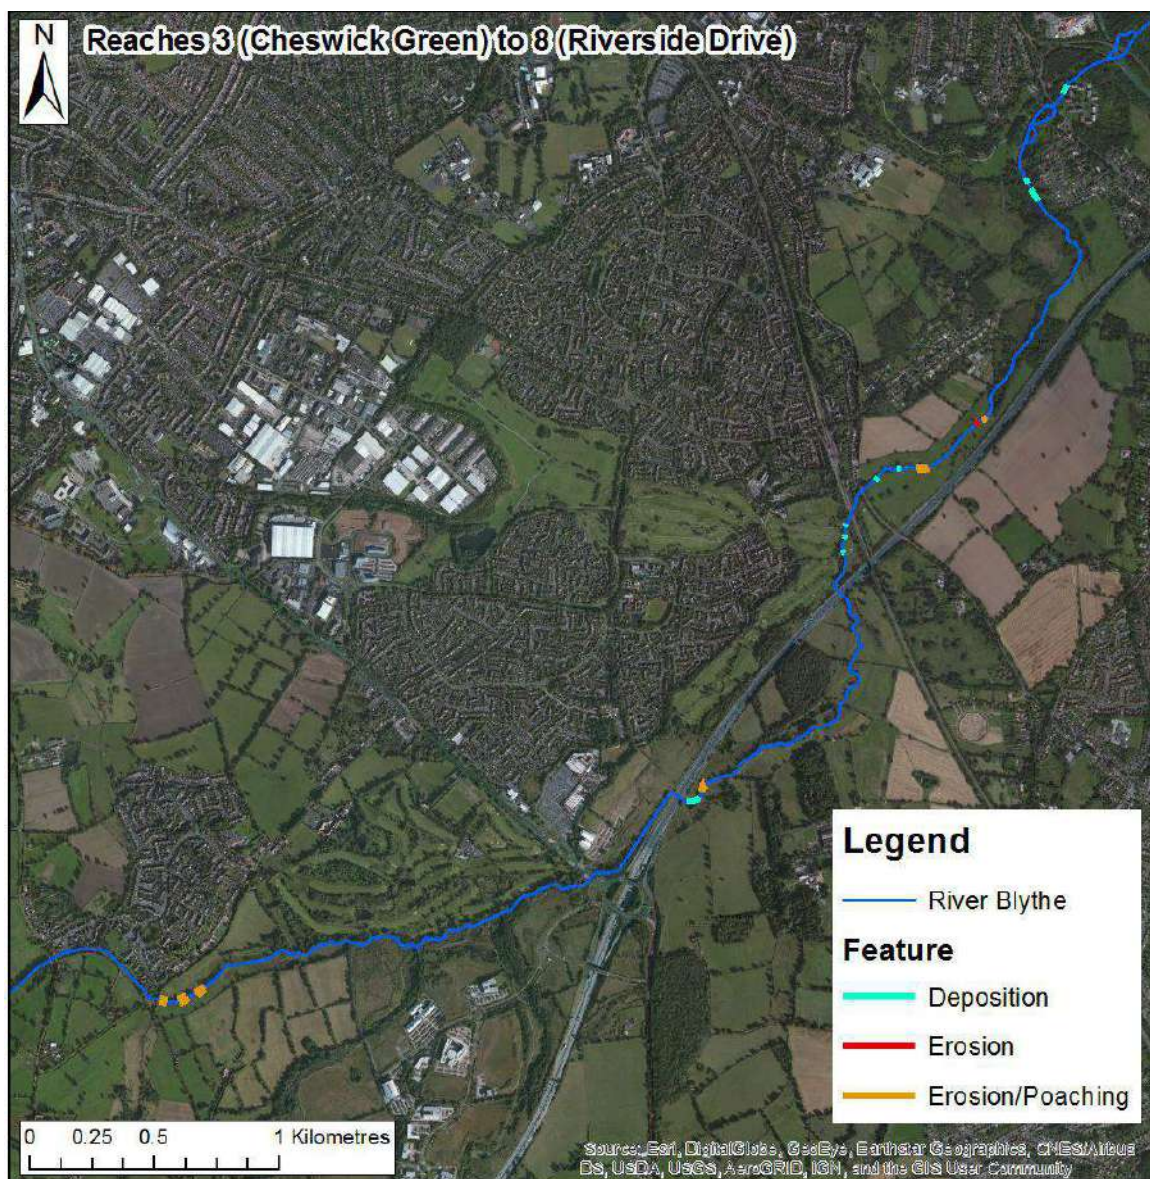 N
Reaches 3 (Cheswick Green) to 8 (Riverside Drive)
Legend
River Blythe
Feature
Deposition
Erosion
Erosion/Poaching
0 0.25 0.5 1 Kilometres
Source: Esri, DigitalGlobe, GeoEye, Earthstar Geographics, CNES/Airbus
DS, USDA, USGS, AeroGRID, IGN, and the GIS User Community